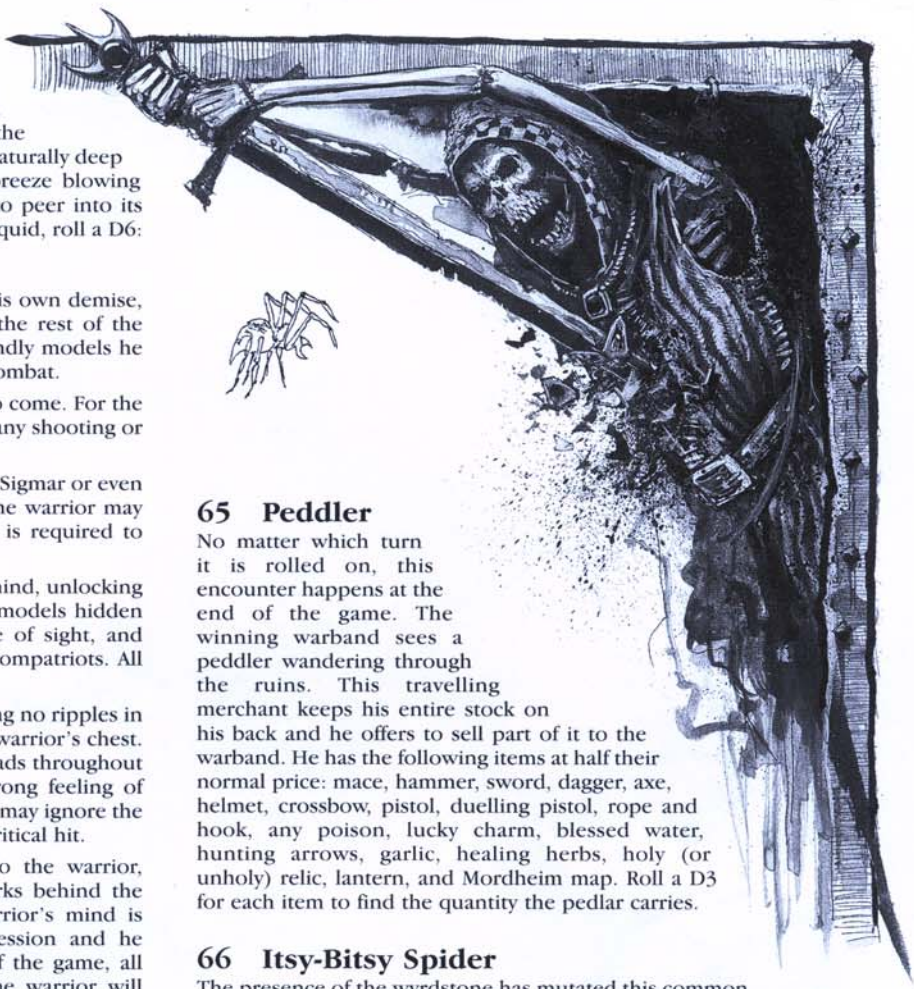 the
aturally deep
reeze blowing
o peer into its
quid, roll a D6:
is own demise,
the rest of the
ndly models he
ombat.
o come. For the
any shooting or
Sigmar or even
ne warrior may
is required to
nind, unlocking
models hidden
e of sight, and
ompatriots. All
ng no ripples in
warrior's chest.
ads throughout
rong feeling of
may ignore the
ritical hit.
o the warrior,
rks behind the
rrior's mind is
ession and he
f the game, all
he warrior will
65 Peddler
No matter which turn
it is rolled on, this
encounter happens at the
end of the game. The
winning warband sees a
peddler wandering through
the ruins. This travelling
merchant keeps his entire stock on
his back and he offers to sell part of it to the
warband. He has the following items at half their
normal price: mace, hammer, sword, dagger, axe,
helmet, crossbow, pistol, duelling pistol, rope and
hook, any poison, lucky charm, blessed water,
hunting arrows, garlic, healing herbs, holy (or
unholy) relic, lantern, and Mordheim map. Roll a D3
for each item to find the quantity the pedlar carries.
66 Itsy-Bitsy Spider
The presence of the wyrdstone has mutated this common